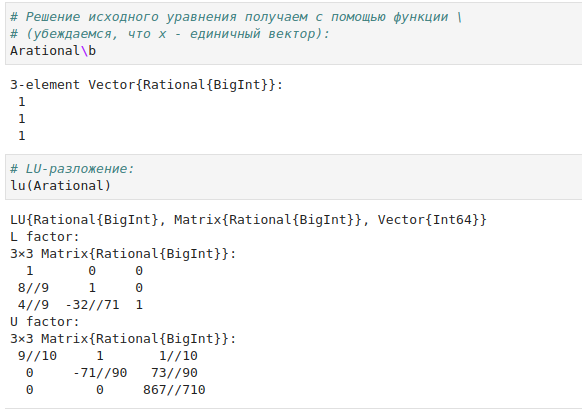 # Решение исходного уравнения получаем с помощью функции \
# (убеждаемся, что x - единичный вектор):
Arational\b
3-element Vector{Rational{BigInt}}:
1
1
1
# LU-разложение:
lu(Arational)
LU{Rational{BigInt}, Matrix{Rational{BigInt}}, Vector{Int64}}
L factor:
3×3 Matrix{Rational{BigInt}}:
1 0 0
8//9 1 0
4//9 -32//71 1
U factor:
3×3 Matrix{Rational{BigInt}}:
9//10 1 1//10
0 -71//90 73//90
0 0 867//710